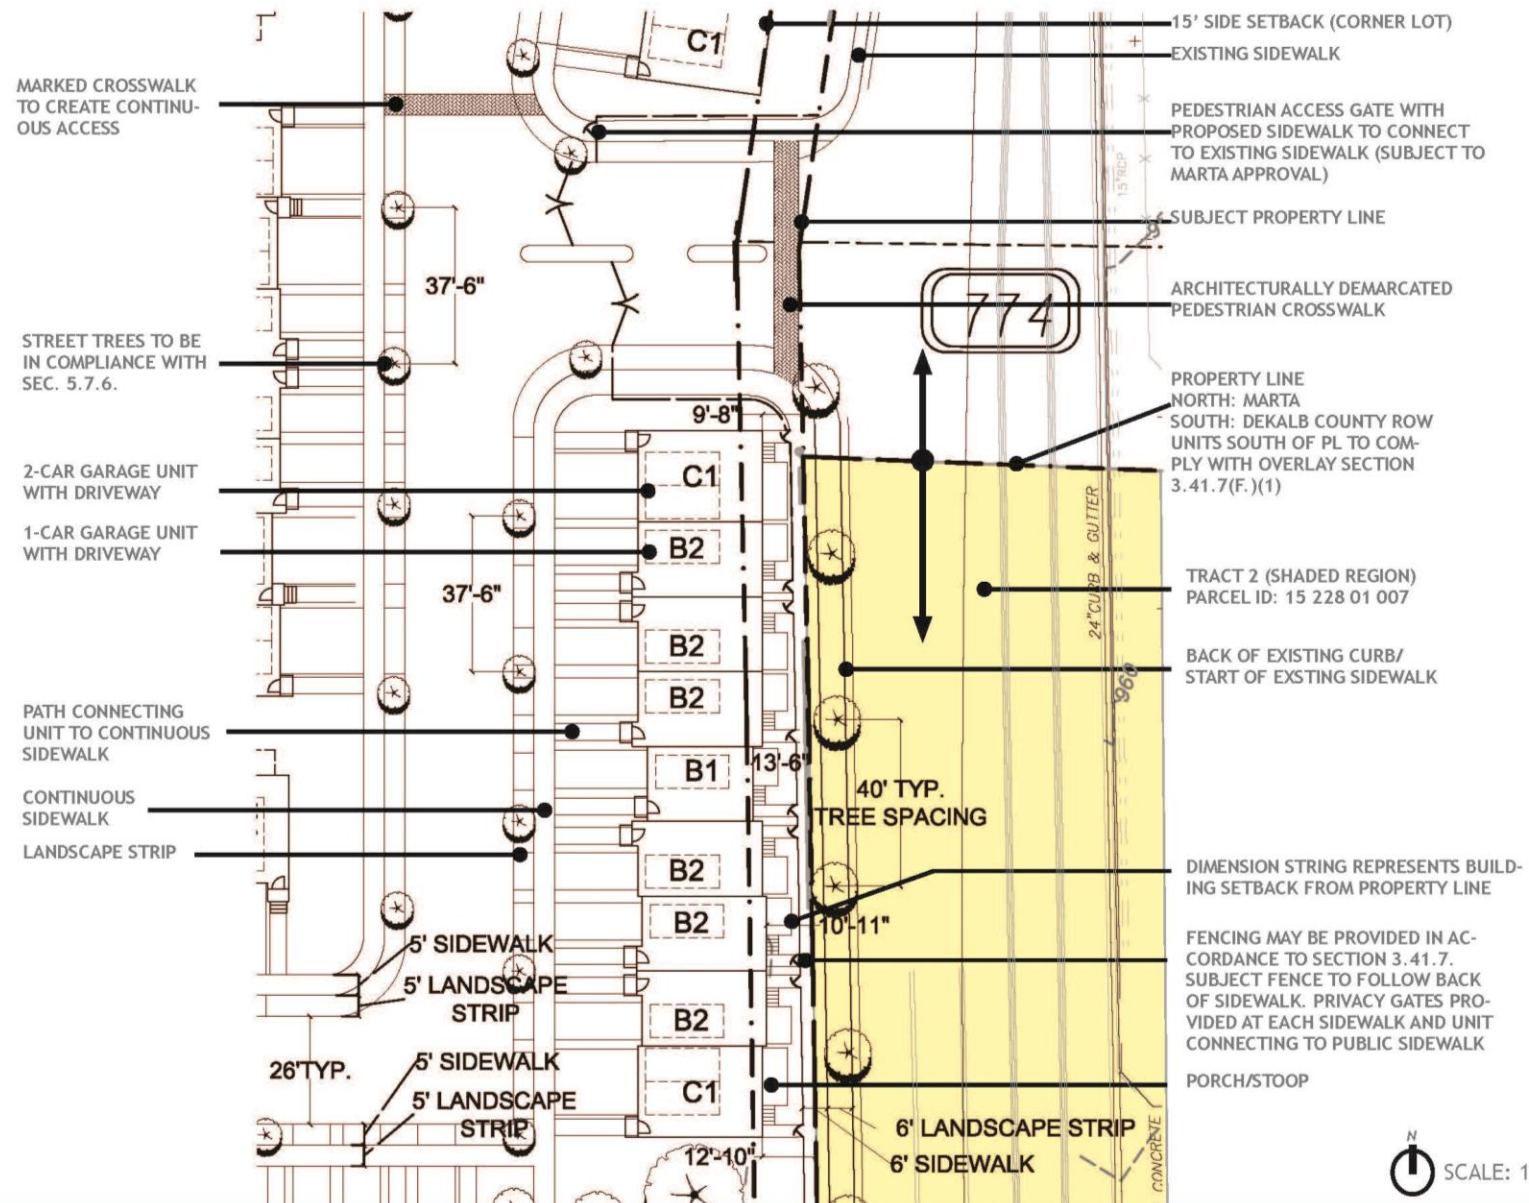 15' SIDE SETBACK (CORNER LOT)
EXISTING SIDEWALK
C1
MARKED CROSSWALK
TO CREATE CONTINU-
OUS ACCESS
PEDESTRIAN ACCESS GATE WITH
PROPOSED SIDEWALK TO CONNECT
TO EXISTING SIDEWALK (SUBJECT TO
MARTA APPROVAL)
15"RCP
SUBJECT PROPERTY LINE
37'-6"
774
ARCHITECTURALLY DEMARCATED
PEDESTRIAN CROSSWALK
STREET TREES TO BE
IN COMPLIANCE WITH
SEC. 5.7.6.
PROPERTY LINE
NORTH: MARTA
SOUTH: DEKALB COUNTY ROW
UNITS SOUTH OF PL TO COM-
PLY WITH OVERLAY SECTION
3.41.7(F.)(1)
9'-8"
2-CAR GARAGE UNIT
WITH DRIVEWAY
C1
1-CAR GARAGE UNIT
WITH DRIVEWAY
B2
24"CURB & GUTTER
TRACT 2 (SHADED REGION)
PARCEL ID: 15 228 01 007
37'-6"
B2
BACK OF EXISTING CURB/
START OF EXSTING SIDEWALK
960
B2
PATH CONNECTING
UNIT TO CONTINUOUS
SIDEWALK
B1
13'-6"
40' TYP.
TREE SPACING
CONTINUOUS
SIDEWALK
LANDSCAPE STRIP
B2
DIMENSION STRING REPRESENTS BUILD-
ING SETBACK FROM PROPERTY LINE
B2
10'-11"
5' SIDEWALK
5' LANDSCAPE
STRIP
FENCING MAY BE PROVIDED IN AC-
CORDANCE TO SECTION 3.41.7.
SUBJECT FENCE TO FOLLOW BACK
OF SIDEWALK. PRIVACY GATES PRO-
VIDED AT EACH SIDEWALK AND UNIT
CONNECTING TO PUBLIC SIDEWALK
B2
26'TYP.
5' SIDEWALK
5' LANDSCAPE
STRIP
C1
PORCH/STOOP
6' LANDSCAPE STRIP
6' SIDEWALK
12'-10"
CONCRETE
N
SCALE: 1